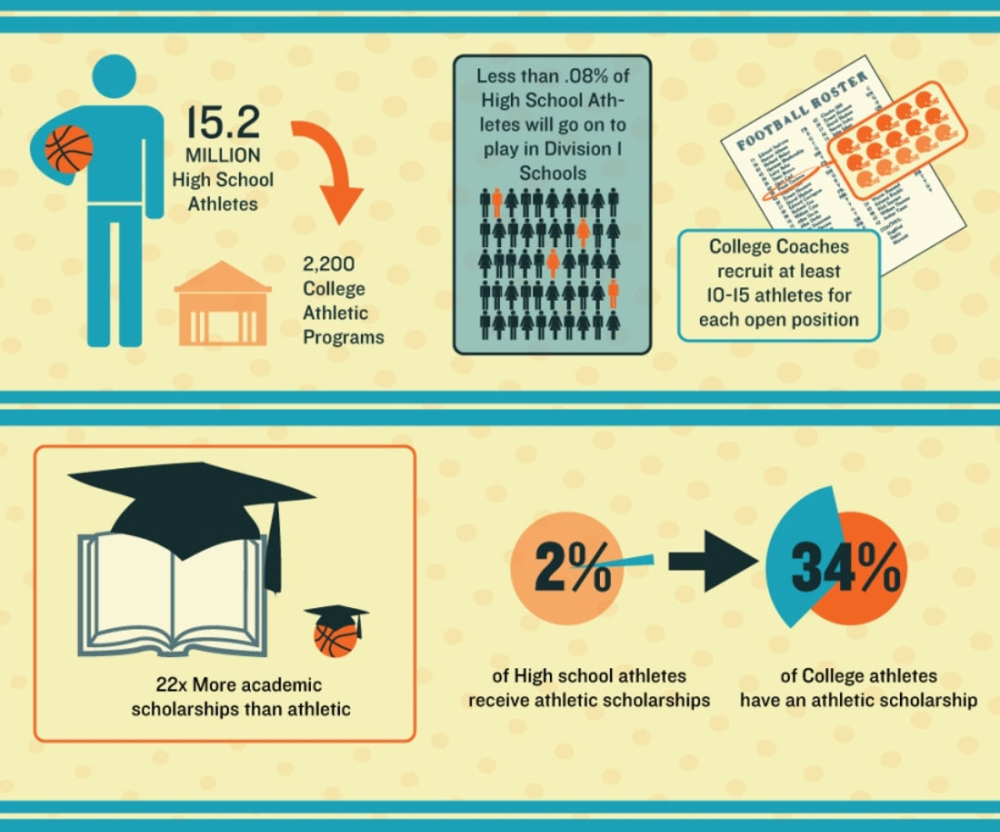 15.2
MILLION
High School
Athletes
2,200
College
Athletic
Programs
Less than .08% of
High School Ath-
letes will go on to
play in Division I
Schools
FOOTBALL ROSTER
College Coaches
recruit at least
10-15 athletes for
each open position
22x More academic
scholarships than athletic
2%
of High school athletes
receive athletic scholarships
34%
of College athletes
have an athletic scholarship